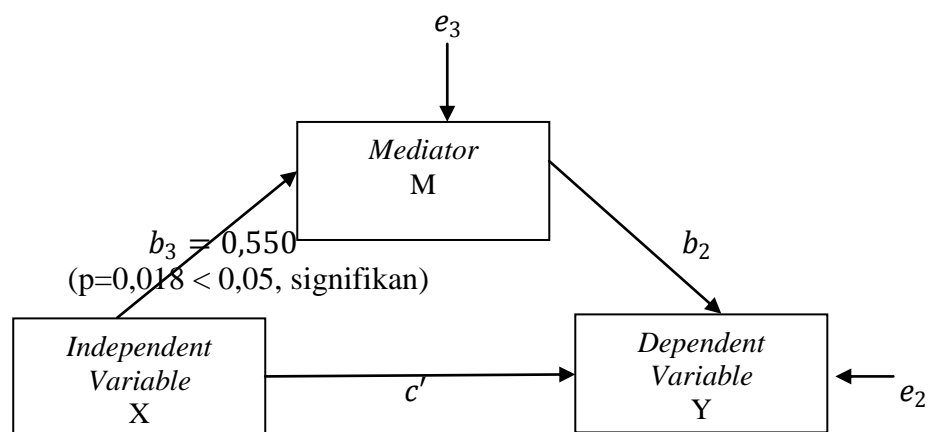 e₃
Mediator
M
b₃ = 0,550
(p=0,018 < 0,05, signifikan)
b₂
Independent
Variable
X
c′
Dependent
Variable
Y
e₂